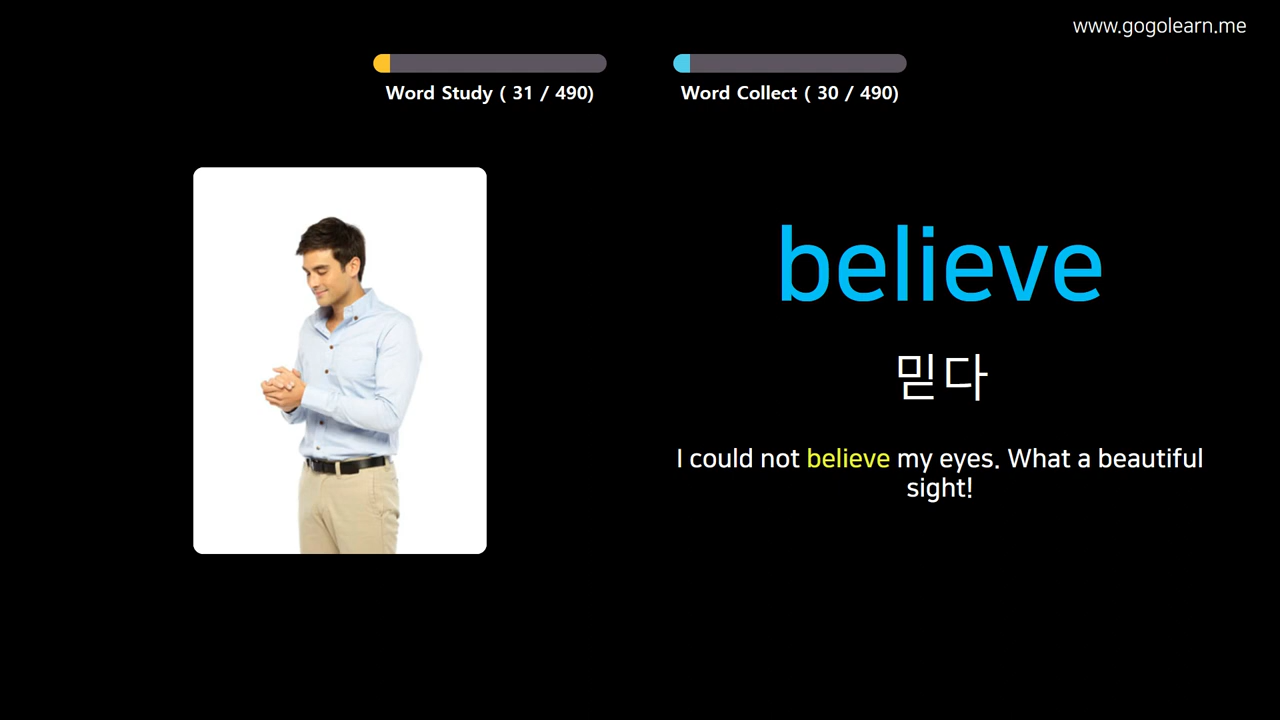 www.gogolearn.me
Word Study ( 31 / 490)
Word Collect ( 30 / 490)
believe
믿다
I could not believe my eyes. What a beautiful
sight!